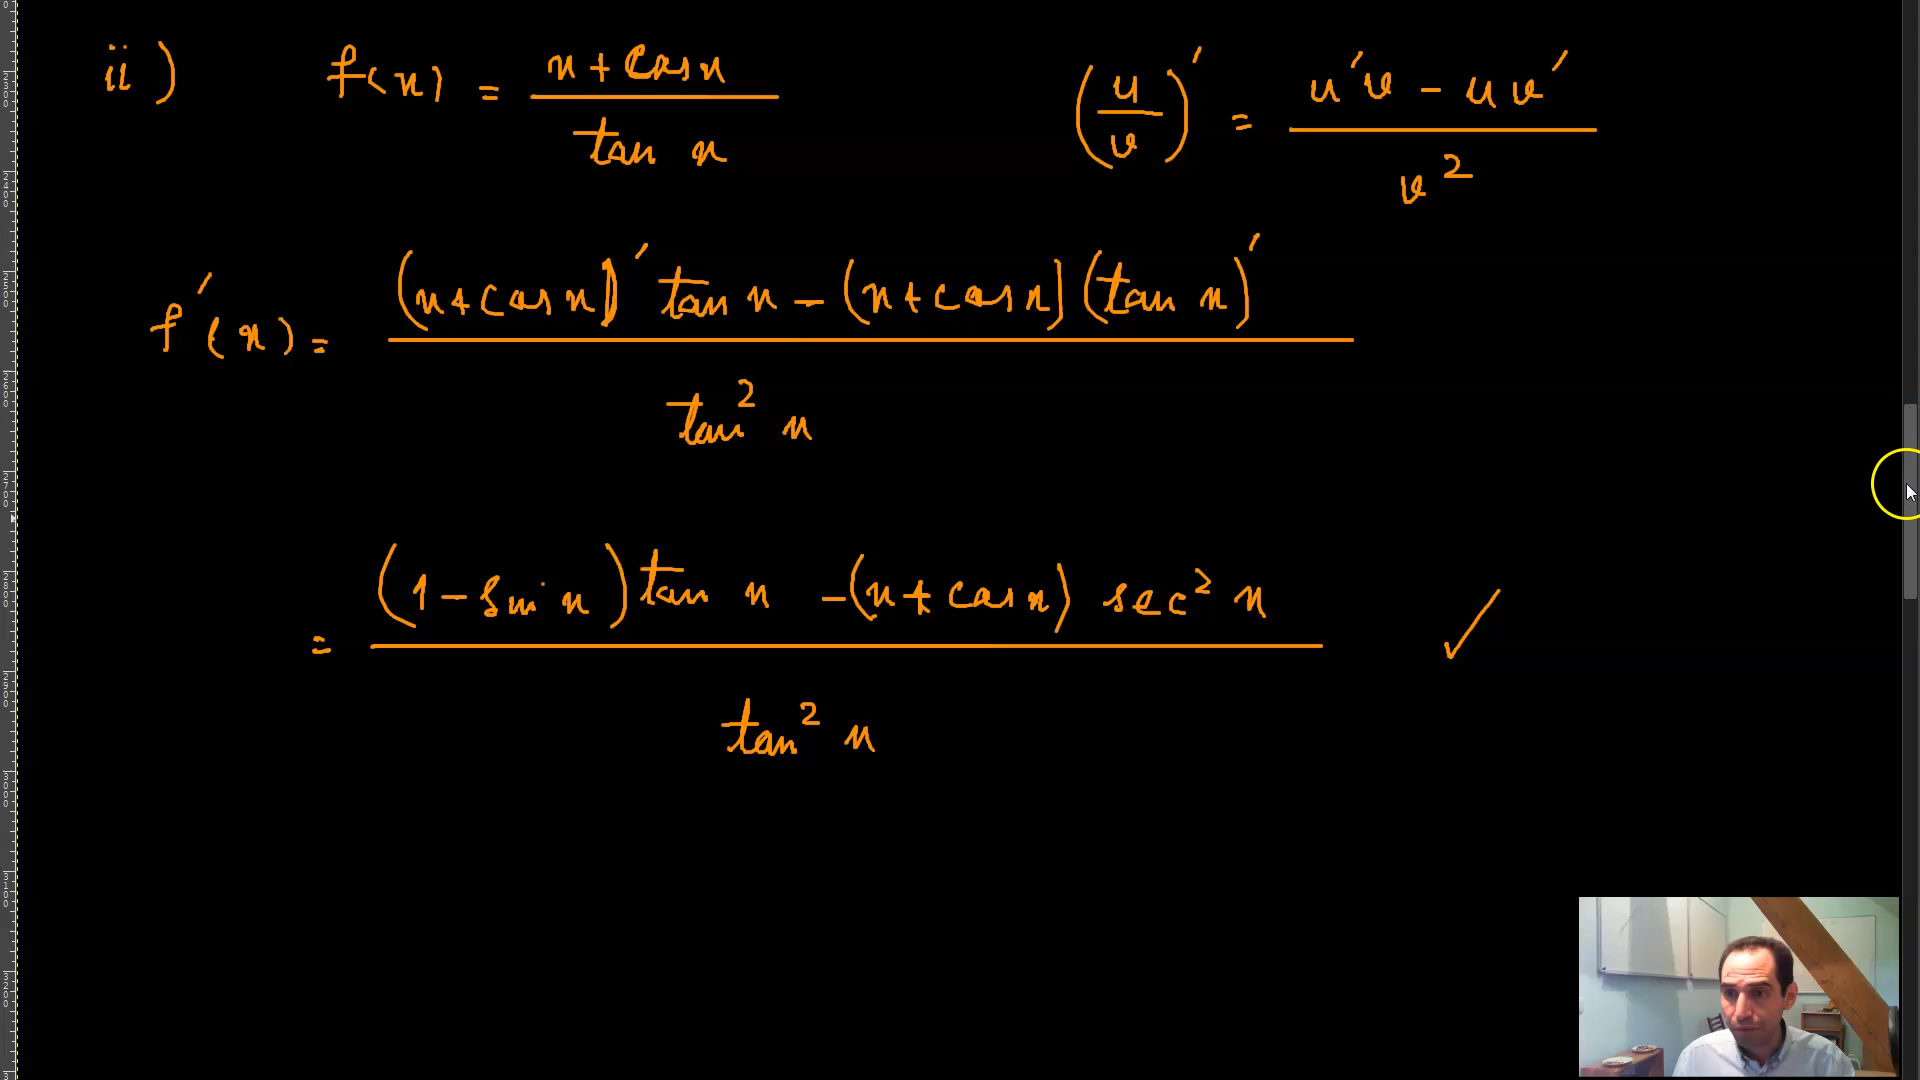 ii) f(x) = (x + cos x) / (tan x)   (u/v)' = (u'v - uv') / v²
f'(x) = ((x + cos x)' tan x - (x + cos x)(tan x)') / (tan² x)
= ((1 - sin x) tan x - (x + cos x) sec² x) / (tan² x) ✓